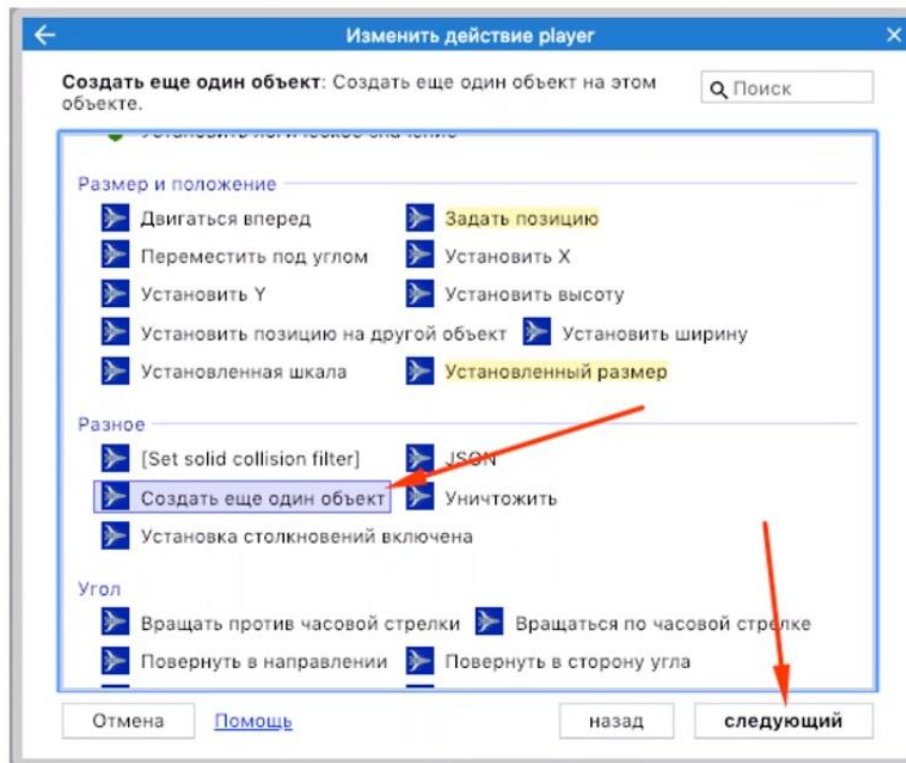 Изменить действие player
Создать еще один объект: Создать еще один объект на этом
объекте.
Поиск
Установить логическое значение
Размер и положение
Двигаться вперед Задать позицию
Переместить под углом Установить X
Установить Y Установить высоту
Установить позицию на другой объект Установить ширину
Установленная шкала Установленный размер
Разное
[Set solid collision filter] JSON
Создать еще один объект Уничтожить
Установка столкновений включена
Угол
Вращать против часовой стрелки Вращаться по часовой стрелке
Повернуть в направлении Повернуть в сторону угла
Отмена Помощь назад следующий